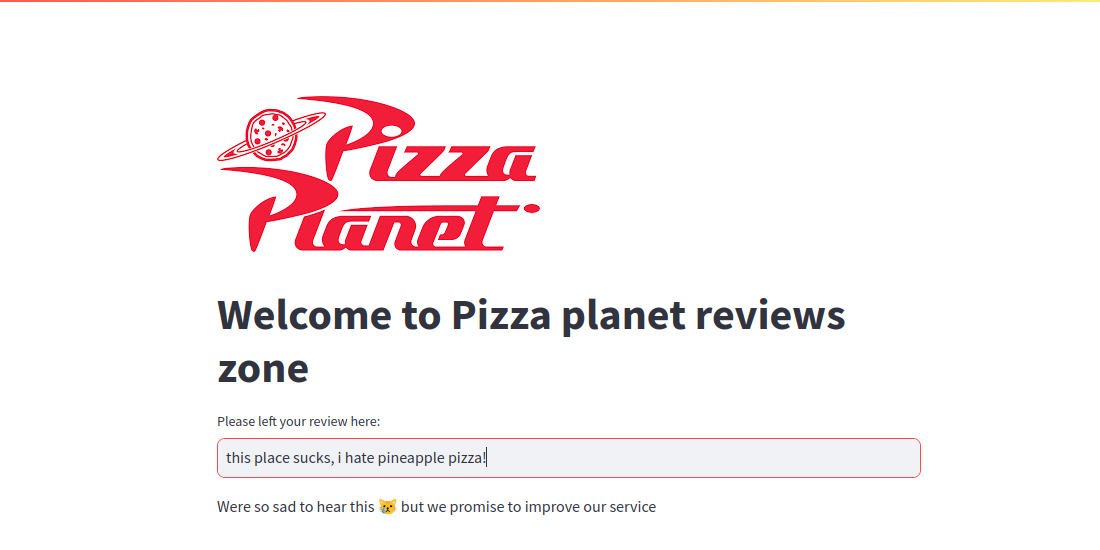 Pizza
Planet
Welcome to Pizza planet reviews
zone
Please left your review here:
this place sucks, i hate pineapple pizza!
Were so sad to hear this 😿 but we promise to improve our service